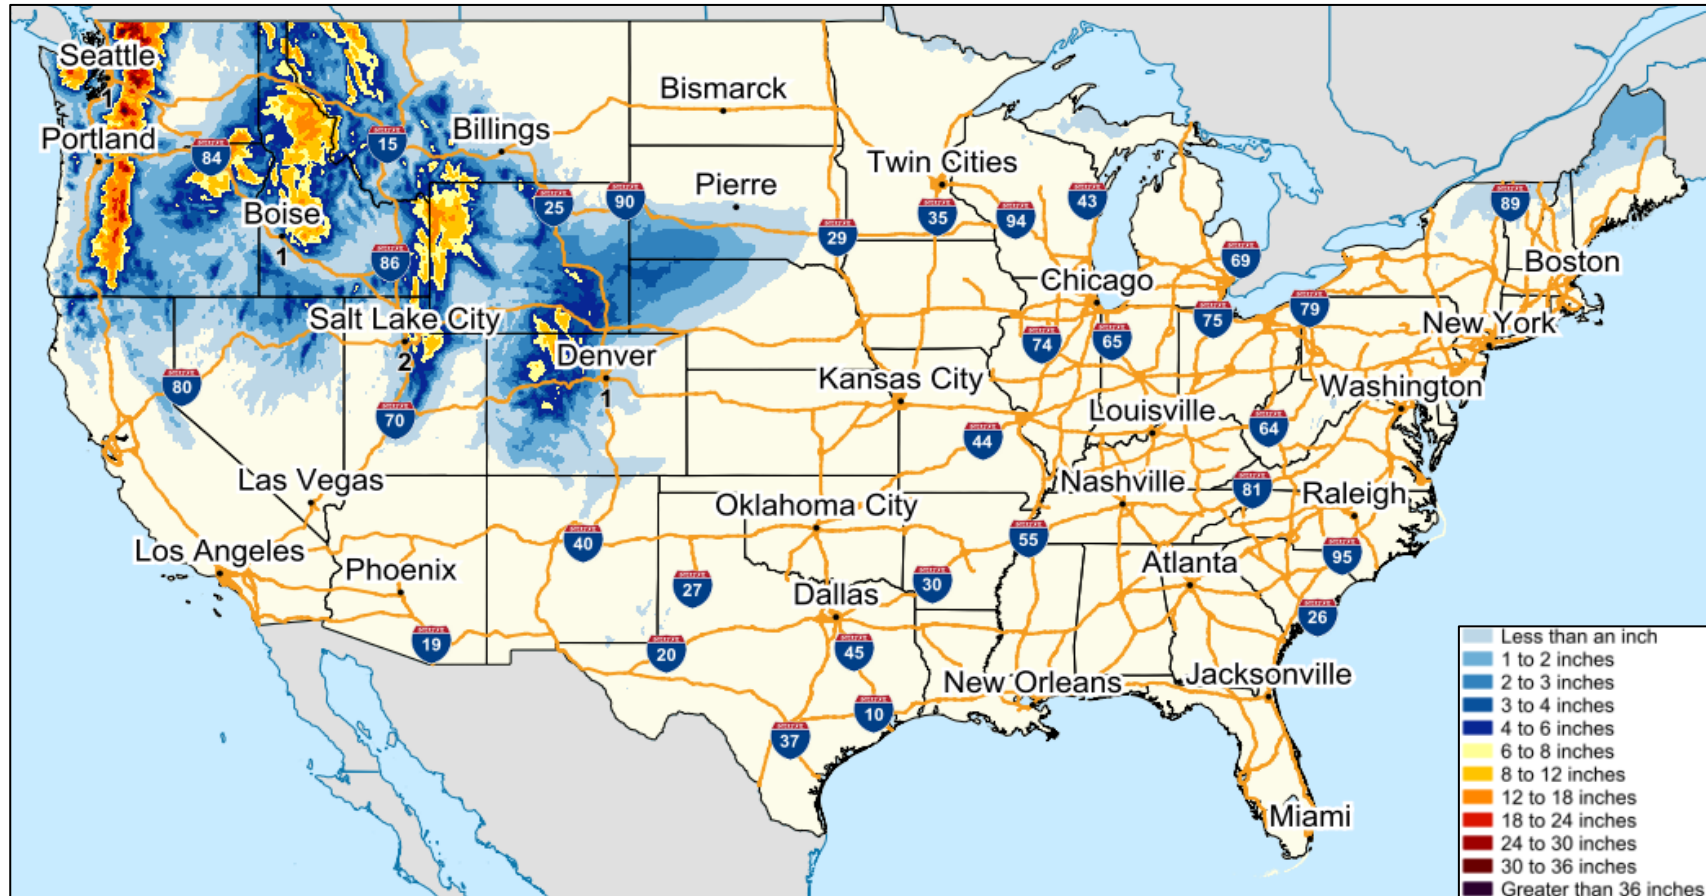 Seattle
1
Portland
84
15
Billings
Bismarck
Twin Cities
Pierre
Boise
1
86
25
90
29
35
94
43
69
89
Boston
Chicago
Salt Lake City
2
80
70
Denver
1
74
65
75
79
New York
Kansas City
Washington
Louisville
64
44
Las Vegas
Nashville
81
Raleigh
Oklahoma City
40
55
95
Los Angeles
Phoenix
Atlanta
27
30
Dallas
26
19
20
45
New Orleans
Jacksonville
10
37
Miami
Less than an inch
1 to 2 inches
2 to 3 inches
3 to 4 inches
4 to 6 inches
6 to 8 inches
8 to 12 inches
12 to 18 inches
18 to 24 inches
24 to 30 inches
30 to 36 inches
Greater than 36 inches